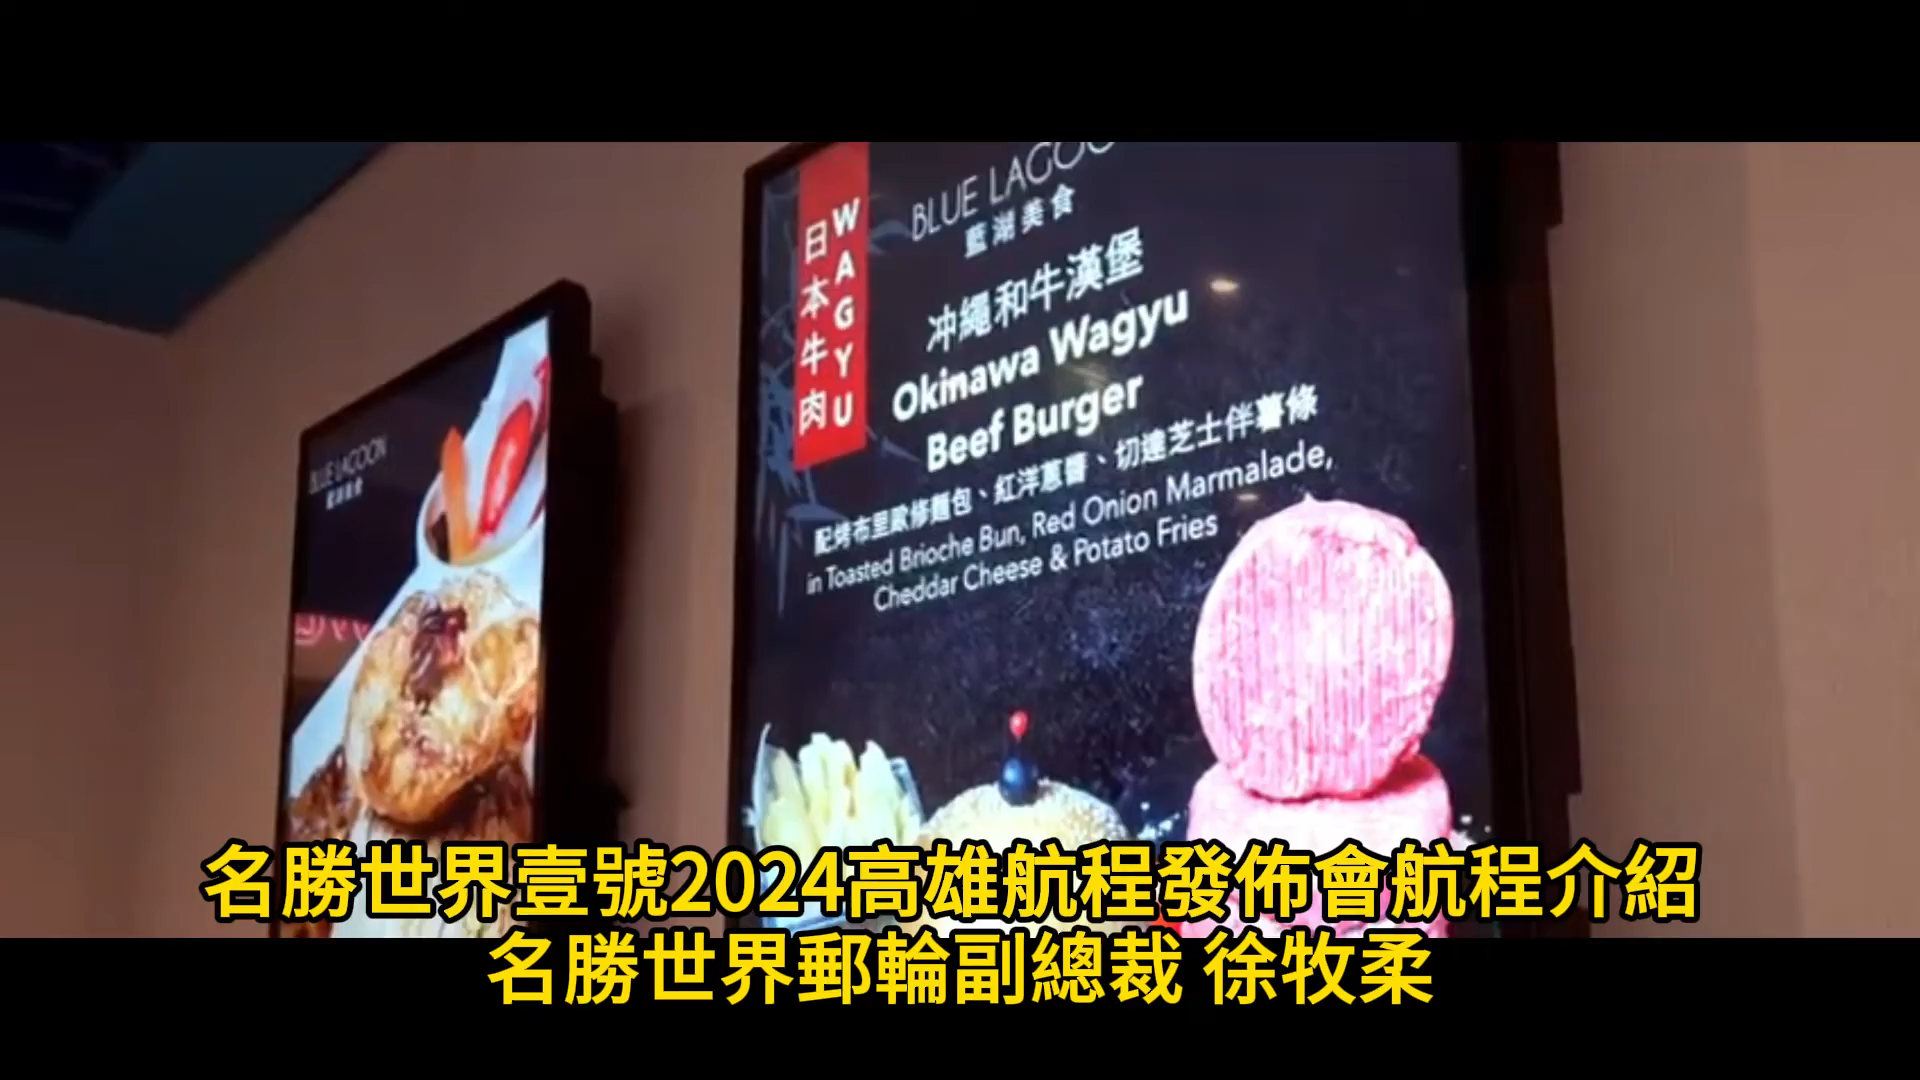 BLUE LAGOON
藍湖美食
日本牛肉
WAGYU
BLUE LAGOO
藍湖美食
冲繩和牛漢堡
Okinawa Wagyu
Beef Burger
配烤布里歐修麵包、紅洋蔥醬、切達芝士伴薯條
in Toasted Brioche Bun, Red Onion Marmalade,
Cheddar Cheese & Potato Fries
名勝世界壹號2024高雄航程發佈會航程介紹
名勝世界郵輪副總裁 徐牧柔